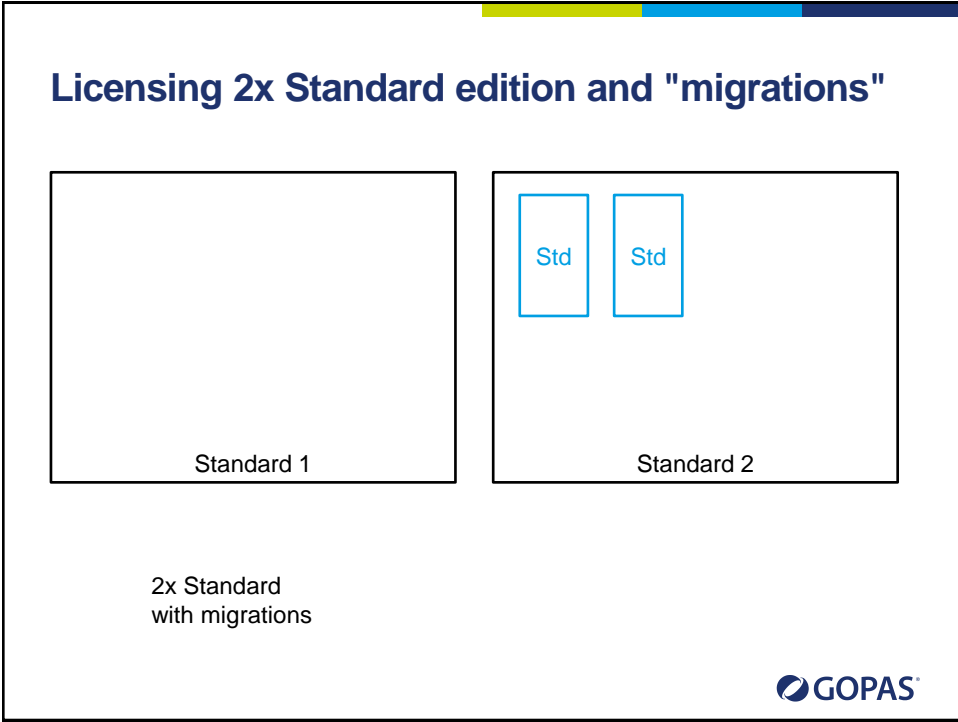 Licensing 2x Standard edition and "migrations"
Std
Std
Standard 1
Standard 2
2x Standard
with migrations
GOPAS®